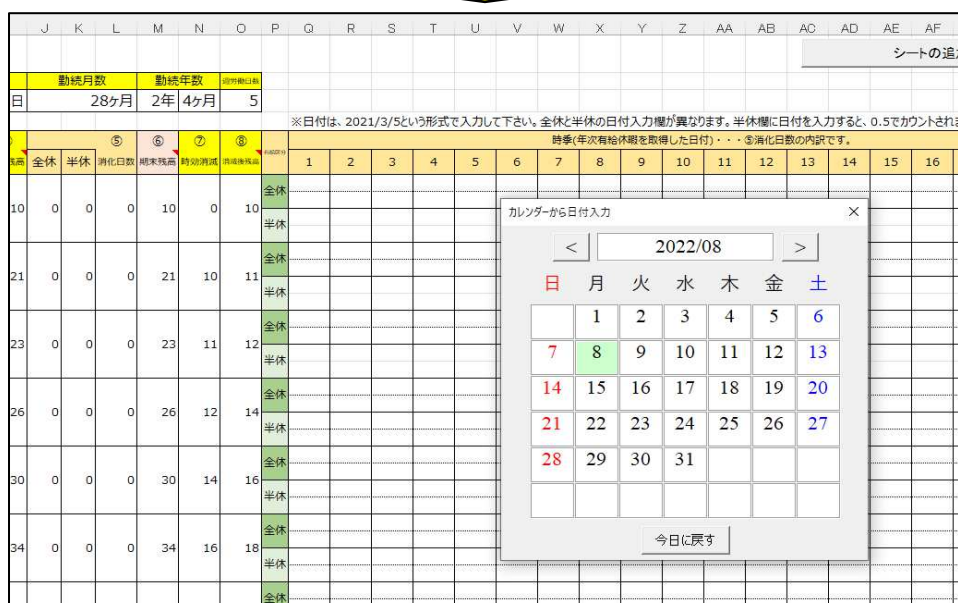 J K L M N O P Q R S T U V W X Y Z AA AB AC AD AE AF
シートの追
勤続月数 勤続年数 週労働日数
日 28ケ月 2年 4ケ月 5
※日付は、2021/3/5という形式で入力して下さい。全休と半休の日付入力欄が異なります。半休欄に日付を入力すると、0.5でカウントされ
⑤ ⑥ ⑦ ⑧ 時季(年次有給休暇を取得した日付)・・・⑤消化日数の内訳です。
残高 全休 半休 消化日数 期末残高 時効消滅 消滅後残高 1 2 3 4 5 6 7 8 9 10 11 12 13 14 15 16
全休
10 0 0 0 10 0 10
半休
全休
21 0 0 0 21 10 11
半休
全休
23 0 0 0 23 11 12
半休
全休
26 0 0 0 26 12 14
半休
全休
30 0 0 0 30 14 16
半休
全休
34 0 0 0 34 16 18
半休
全休
カレンダーから日付入力 ×
< 2022/08 >
日 月 火 水 木 金 土
1 2 3 4 5 6
7 8 9 10 11 12 13
14 15 16 17 18 19 20
21 22 23 24 25 26 27
28 29 30 31
今日に戻す